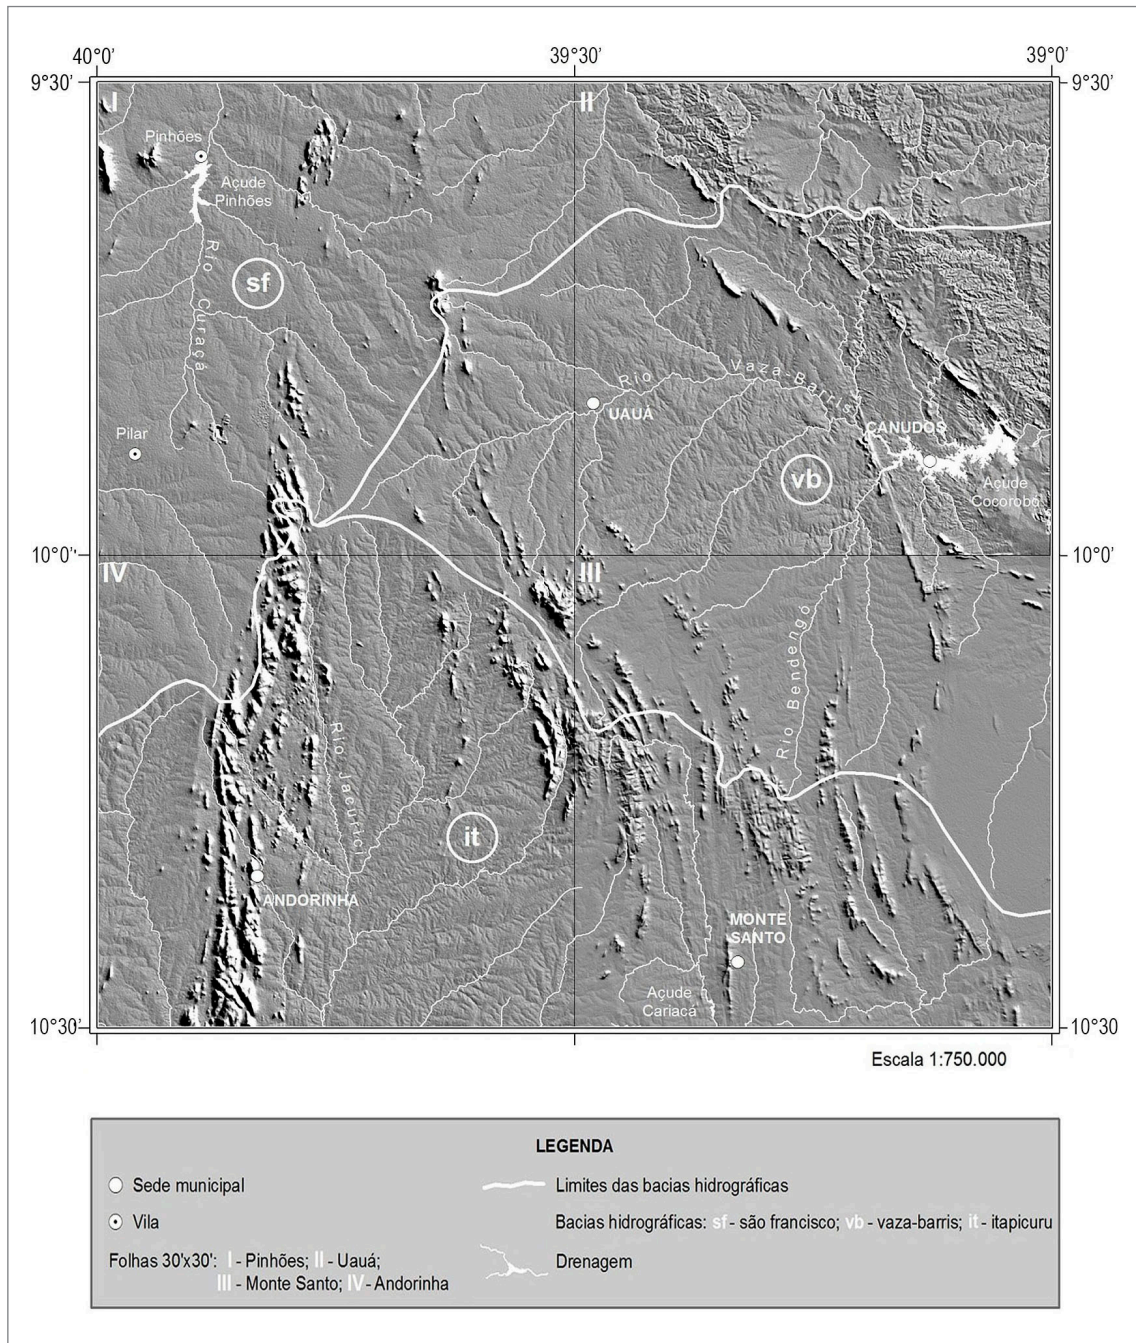 40°0'
39°30'
39°0'
9°30'
9°30'
I
II
Pinhões
Açude
Pinhões
Rio Curaçá
sf
Rio Vaza-Barris
UAUÁ
CANUDOS
Pilar
vb
Açude
Cocorobó
10°0'
10°0'
IV
III
Rio Bendengo
Rio Jacurici
it
ANDORINHA
MONTE
SANTO
Açude
Cariacá
10°30'
10°30
Escala 1:750.000
LEGENDA
Sede municipal
Limites das bacias hidrográficas
Vila
Bacias hidrográficas: sf - são francisco; vb - vaza-barris; it - itapicuru
Folhas 30'x30': I - Pinhões; II - Uauá;
Drenagem
III - Monte Santo; IV - Andorinha